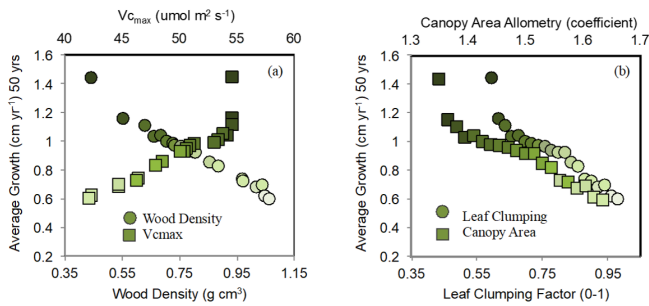 Vcmax (umol m² s⁻¹)
40 45 50 55 60
1.6
1.4
1.2
1
0.8
0.6
0.4
0.2
Average Growth (cm yr⁻¹) 50 yrs
(a)
Wood Density
Vcmax
0.35 0.55 0.75 0.95 1.15
Wood Density (g cm³)
Canopy Area Allometry (coefficient)
1.3 1.4 1.5 1.6 1.7
1.6
1.4
1.2
1
0.8
0.6
0.4
0.2
Average Growth (cm yr⁻¹) 50 yrs
(b)
Leaf Clumping
Canopy Area
0.35 0.55 0.75 0.95
Leaf Clumping Factor (0-1)